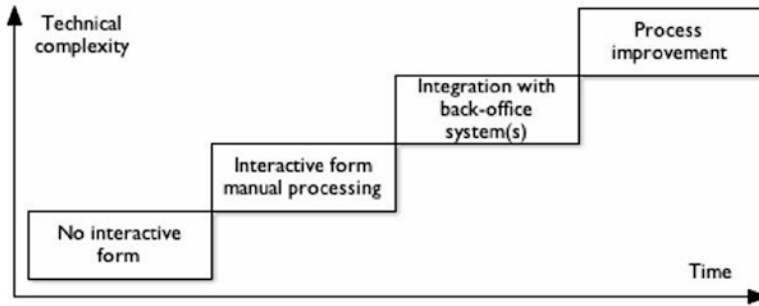 Technical
complexity
Process
improvement
Integration with
back-office
system(s)
Interactive form
manual processing
No interactive
form
Time